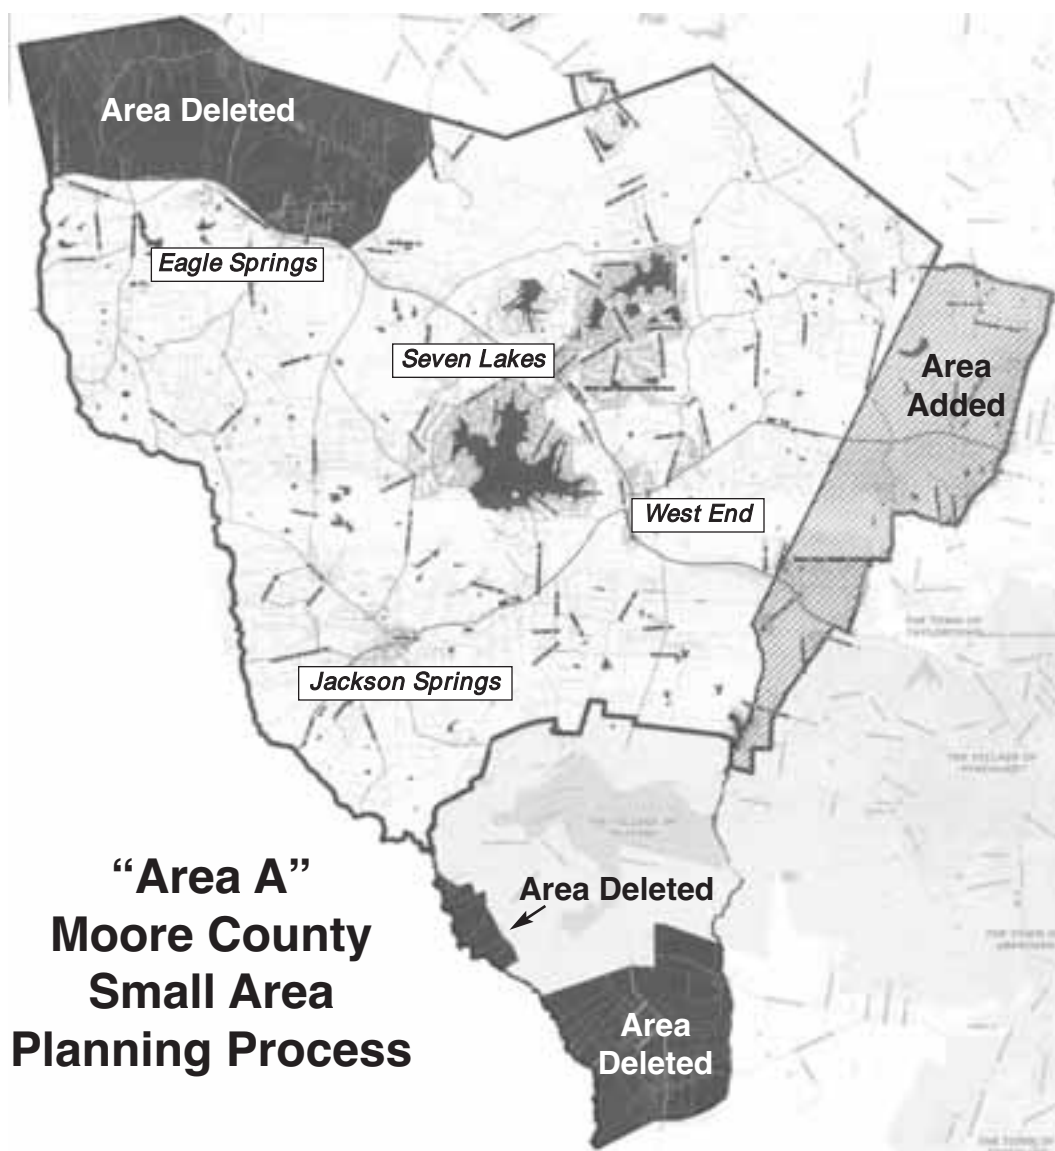 Area Deleted
Eagle Springs
Seven Lakes
Area
Added
West End
Jackson Springs
“Area A”
Moore County
Small Area
Planning Process
Area Deleted
Area
Deleted